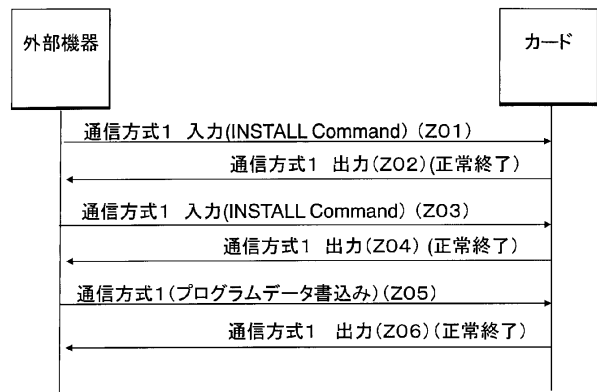 外部機器
カード
通信方式1 入力(INSTALL Command) (Z01)
通信方式1 出力(Z02)(正常終了)
通信方式1 入力(INSTALL Command) (Z03)
通信方式1 出力(Z04) (正常終了)
通信方式1(プログラムデータ書込み)(Z05)
通信方式1 出力(Z06)(正常終了)